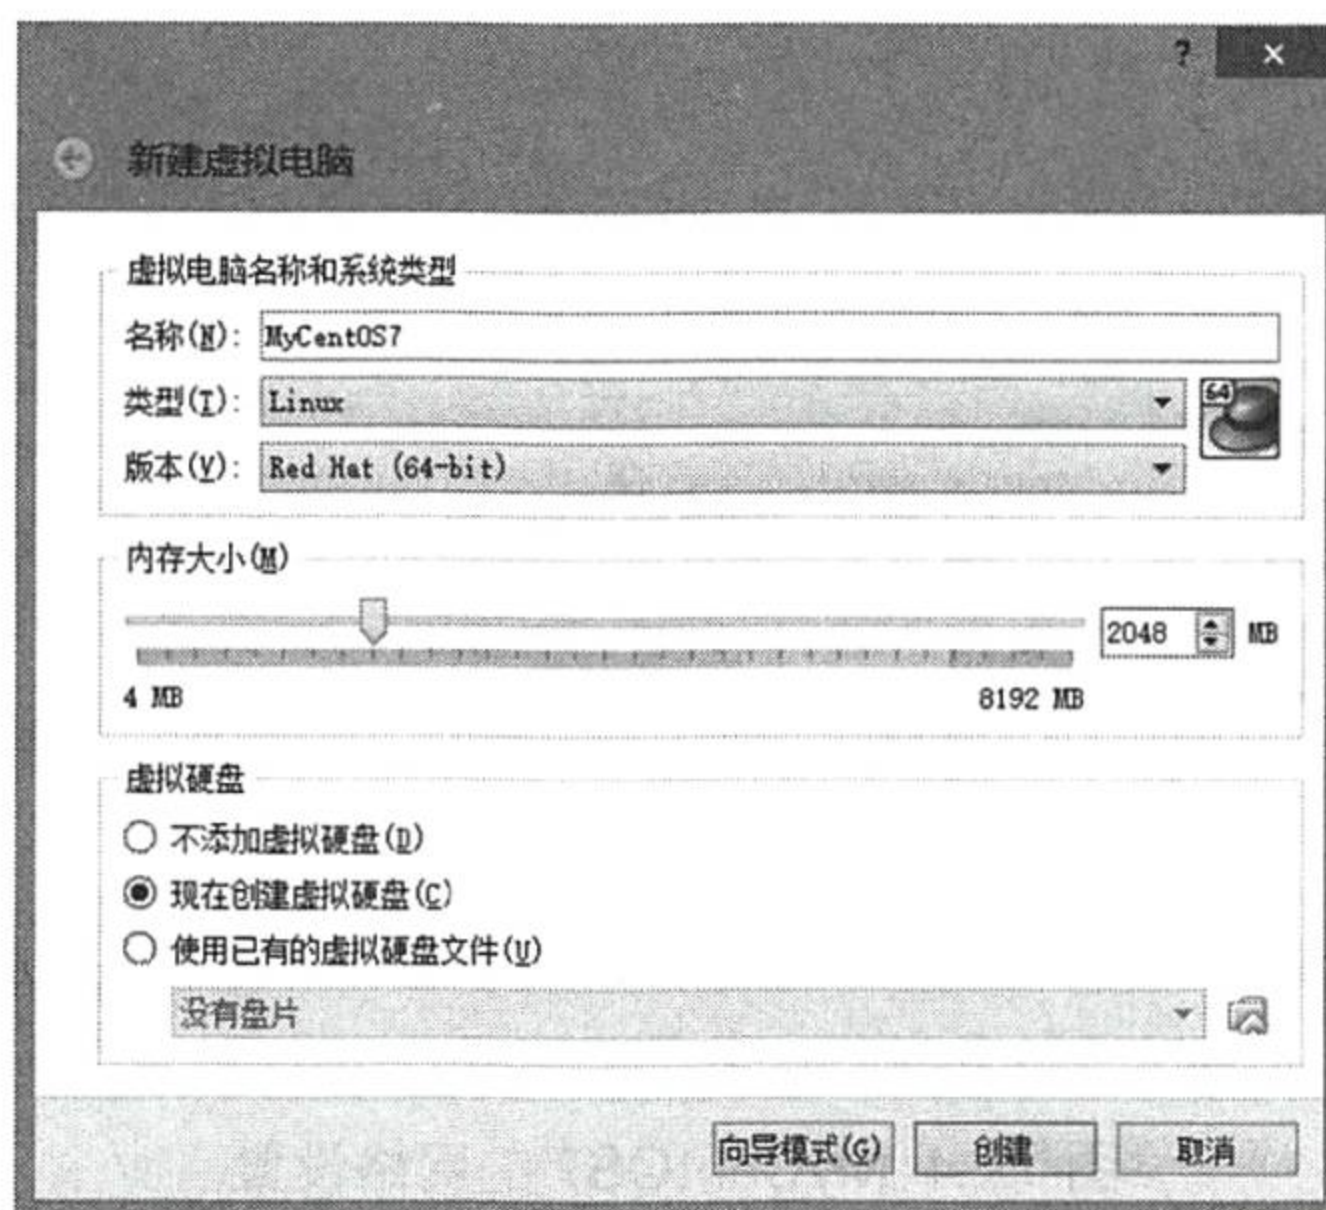 ? ×
新建虚拟电脑
虚拟电脑名称和系统类型
名称(N): MyCentOS7
类型(T): Linux
64
版本(V): Red Hat (64-bit)
内存大小(M)
2048 MB
4 MB 8192 MB
虚拟硬盘
不添加虚拟硬盘(D)
现在创建虚拟硬盘(C)
使用已有的虚拟硬盘文件(U)
没有盘片
向导模式(G) 创建 取消